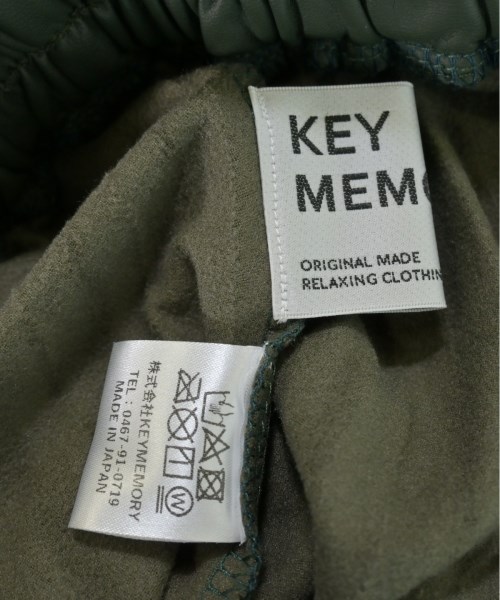 KEY
MEMO
ORIGINAL MADE
RELAXING CLOTHIN
株式会社KEYMEMORY
TEL：0467-91-0719
MADE IN JAPAN
W